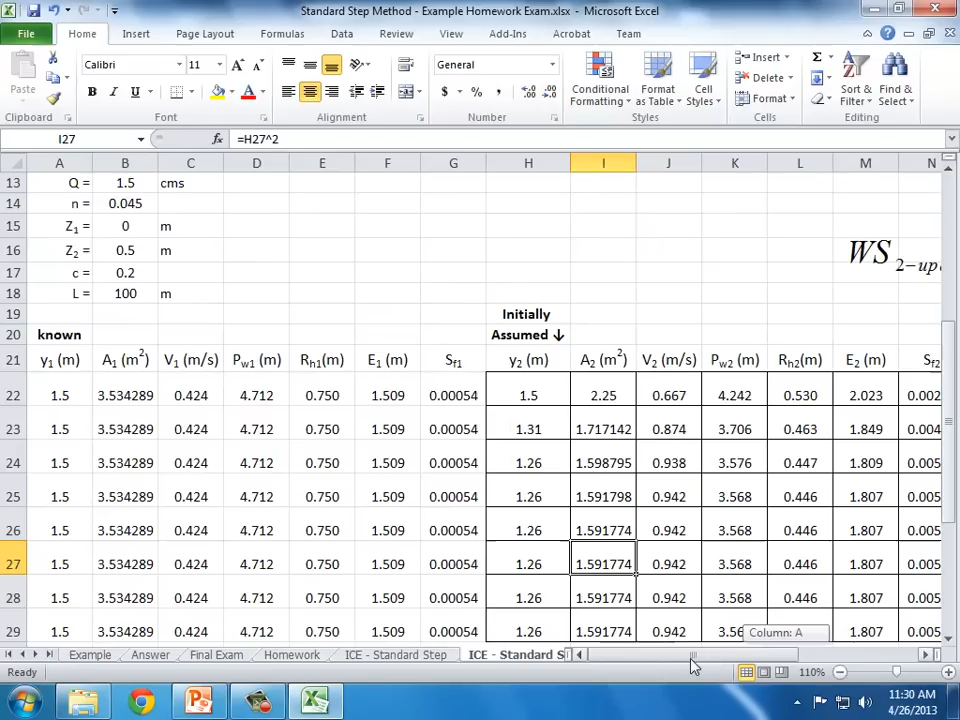 Standard Step Method - Example Homework Exam.xlsx - Microsoft Excel
File Home Insert Page Layout Formulas Data Review View Add-Ins Acrobat Team
Paste Calibri 11 A A General Conditional Formatting Format as Table Cell Styles Insert Delete Format Sort & Filter Find & Select
B I U $ % , .0 .00 .00 .0
Clipboard Font Alignment Number Styles Cells Editing
I27 fx =H27^2
A B C D E F G H I J K L M N
13 Q = 1.5 cms
14 n = 0.045
15 Z1 = 0 m
16 Z2 = 0.5 m
WS 2−up
17 c = 0.2
18 L = 100 m
19 Initially
20 known Assumed ↓
21 y1 (m) A1 (m2) V1 (m/s) Pw1 (m) Rh1(m) E1 (m) Sf1 y2 (m) A2 (m2) V2 (m/s) Pw2 (m) Rh2(m) E2 (m) Sf2
22 1.5 3.534289 0.424 4.712 0.750 1.509 0.00054 1.5 2.25 0.667 4.242 0.530 2.023 0.002
23 1.5 3.534289 0.424 4.712 0.750 1.509 0.00054 1.31 1.717142 0.874 3.706 0.463 1.849 0.004
24 1.5 3.534289 0.424 4.712 0.750 1.509 0.00054 1.26 1.598795 0.938 3.576 0.447 1.809 0.005
25 1.5 3.534289 0.424 4.712 0.750 1.509 0.00054 1.26 1.591798 0.942 3.568 0.446 1.807 0.005
26 1.5 3.534289 0.424 4.712 0.750 1.509 0.00054 1.26 1.591774 0.942 3.568 0.446 1.807 0.005
27 1.5 3.534289 0.424 4.712 0.750 1.509 0.00054 1.26 1.591774 0.942 3.568 0.446 1.807 0.005
28 1.5 3.534289 0.424 4.712 0.750 1.509 0.00054 1.26 1.591774 0.942 3.568 0.446 1.807 0.005
29 1.5 3.534289 0.424 4.712 0.750 1.509 0.00054 1.26 1.591774 0.942 3.56 Column: A 1.807 0.005
Example Answer Final Exam Homework ICE - Standard Step ICE - Standard S
Ready 110%
11:30 AM
4/26/2013